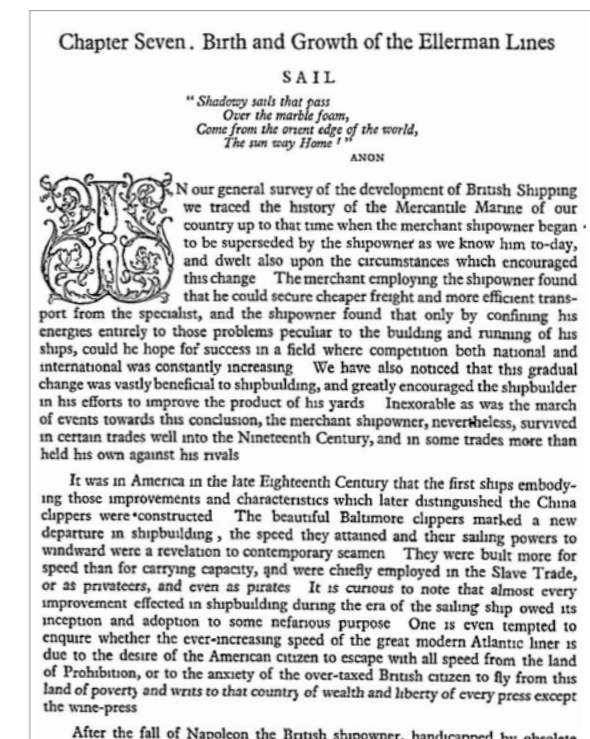 Chapter Seven. Birth and Growth of the Ellerman Lines
SAIL
"Shadowy sails that pass
Over the marble foam,
Come from the orient edge of the world,
The sun way Home!"
ANON
IN our general survey of the development of British Shipping
we traced the history of the Mercantile Marine of our
country up to that time when the merchant shipowner began
to be superseded by the shipowner as we know him to-day,
and dwelt also upon the circumstances which encouraged
this change The merchant employing the shipowner found
that he could secure cheaper freight and more efficient trans-
port from the specialist, and the shipowner found that only by confining his
energies entirely to those problems peculiar to the building and running of his
ships, could he hope for success in a field where competition both national and
international was constantly increasing We have also noticed that this gradual
change was vastly beneficial to shipbuilding, and greatly encouraged the shipbuilder
in his efforts to improve the product of his yards Inexorable as was the march
of events towards this conclusion, the merchant shipowner, nevertheless, survived
in certain trades well into the Nineteenth Century, and in some trades more than
held his own against his rivals
It was in America in the late Eighteenth Century that the first ships embody-
ing those improvements and characteristics which later distinguished the China
clippers were constructed The beautiful Baltimore clippers marked a new
departure in shipbuilding, the speed they attained and their sailing powers to
windward were a revelation to contemporary seamen They were built more for
speed than for carrying capacity, and were chiefly employed in the Slave Trade,
or as privateers, and even as pirates It is curious to note that almost every
improvement effected in shipbuilding during the era of the sailing ship owed its
inception and adoption to some nefarious purpose One is even tempted to
enquire whether the ever-increasing speed of the great modern Atlantic liner is
due to the desire of the American citizen to escape with all speed from the land
of Prohibition, or to the anxiety of the over-taxed British citizen to fly from this
land of poverty and writs to that country of wealth and liberty of every press except
the wine-press
After the fall of Napoleon the British shipowner, handicapped by obsolete